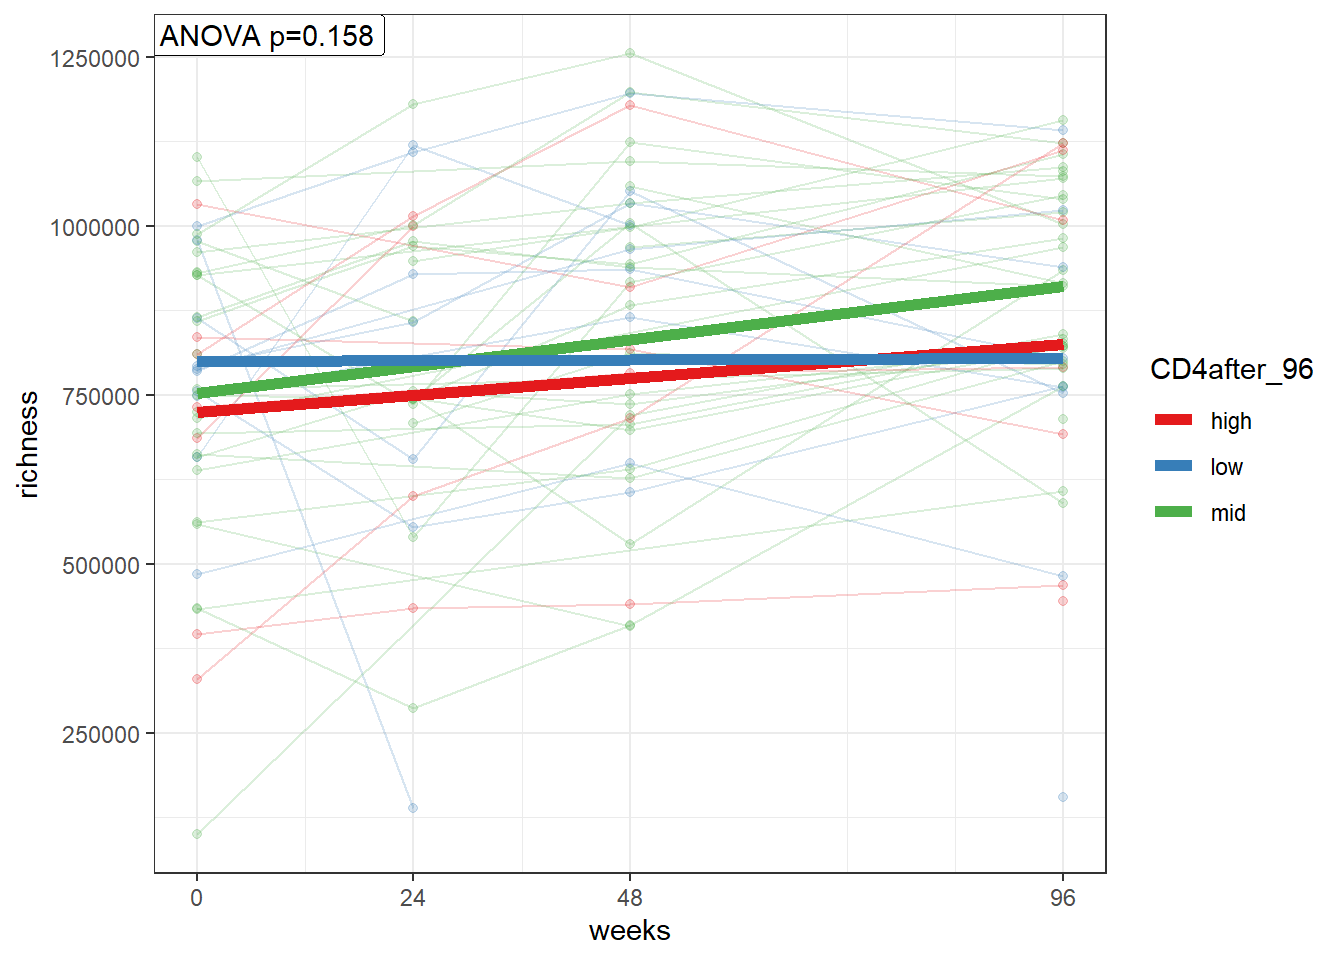 ANOVA p=0.158
1250000
1000000
750000
500000
250000
richness
0 24 48 96
weeks
CD4after_96
high
low
mid